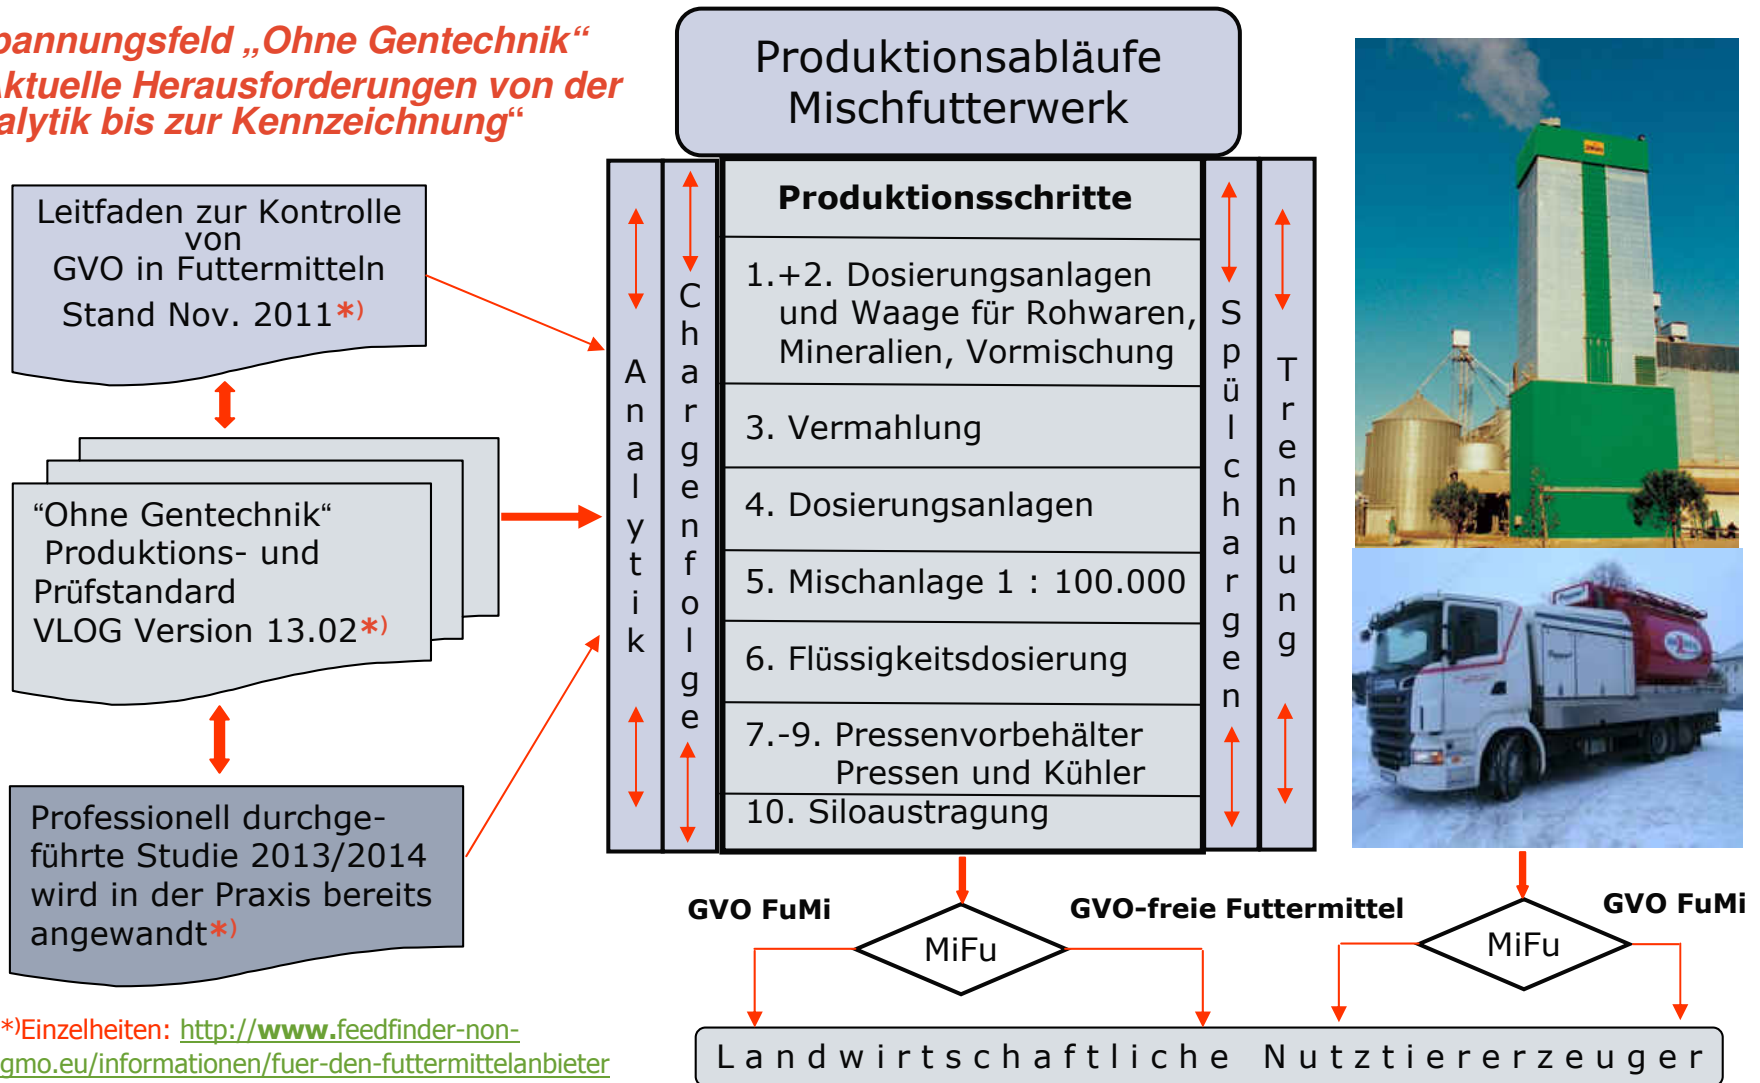 pannungsfeld „Ohne Gentechnik“
Aktuelle Herausforderungen von der
alytik bis zur Kennzeichnung“
Produktionsabläufe
Mischfutterwerk
Leitfaden zur Kontrolle
von
GVO in Futtermitteln
Stand Nov. 2011*)
“Ohne Gentechnik“
Produktions- und
Prüfstandard
VLOG Version 13.02*)
Professionell durchge-
führte Studie 2013/2014
wird in der Praxis bereits
angewandt*)
*)Einzelheiten: http://www.feedfinder-non-
gmo.eu/informationen/fuer-den-futtermittelanbieter
Analytik
Chargenfolge
Produktionsschritte
1.+2. Dosierungsanlagen
und Waage für Rohwaren,
Mineralien, Vormischung
3. Vermahlung
4. Dosierungsanlagen
5. Mischanlage 1 : 100.000
6. Flüssigkeitsdosierung
7.-9. Pressenvorbehälter
Pressen und Kühler
10. Siloaustragung
Spülchargen
Trennung
GVO FuMi
MiFu
GVO-freie Futtermittel
MiFu
GVO FuMi
Landwirtschaftliche Nutztiererzeuger